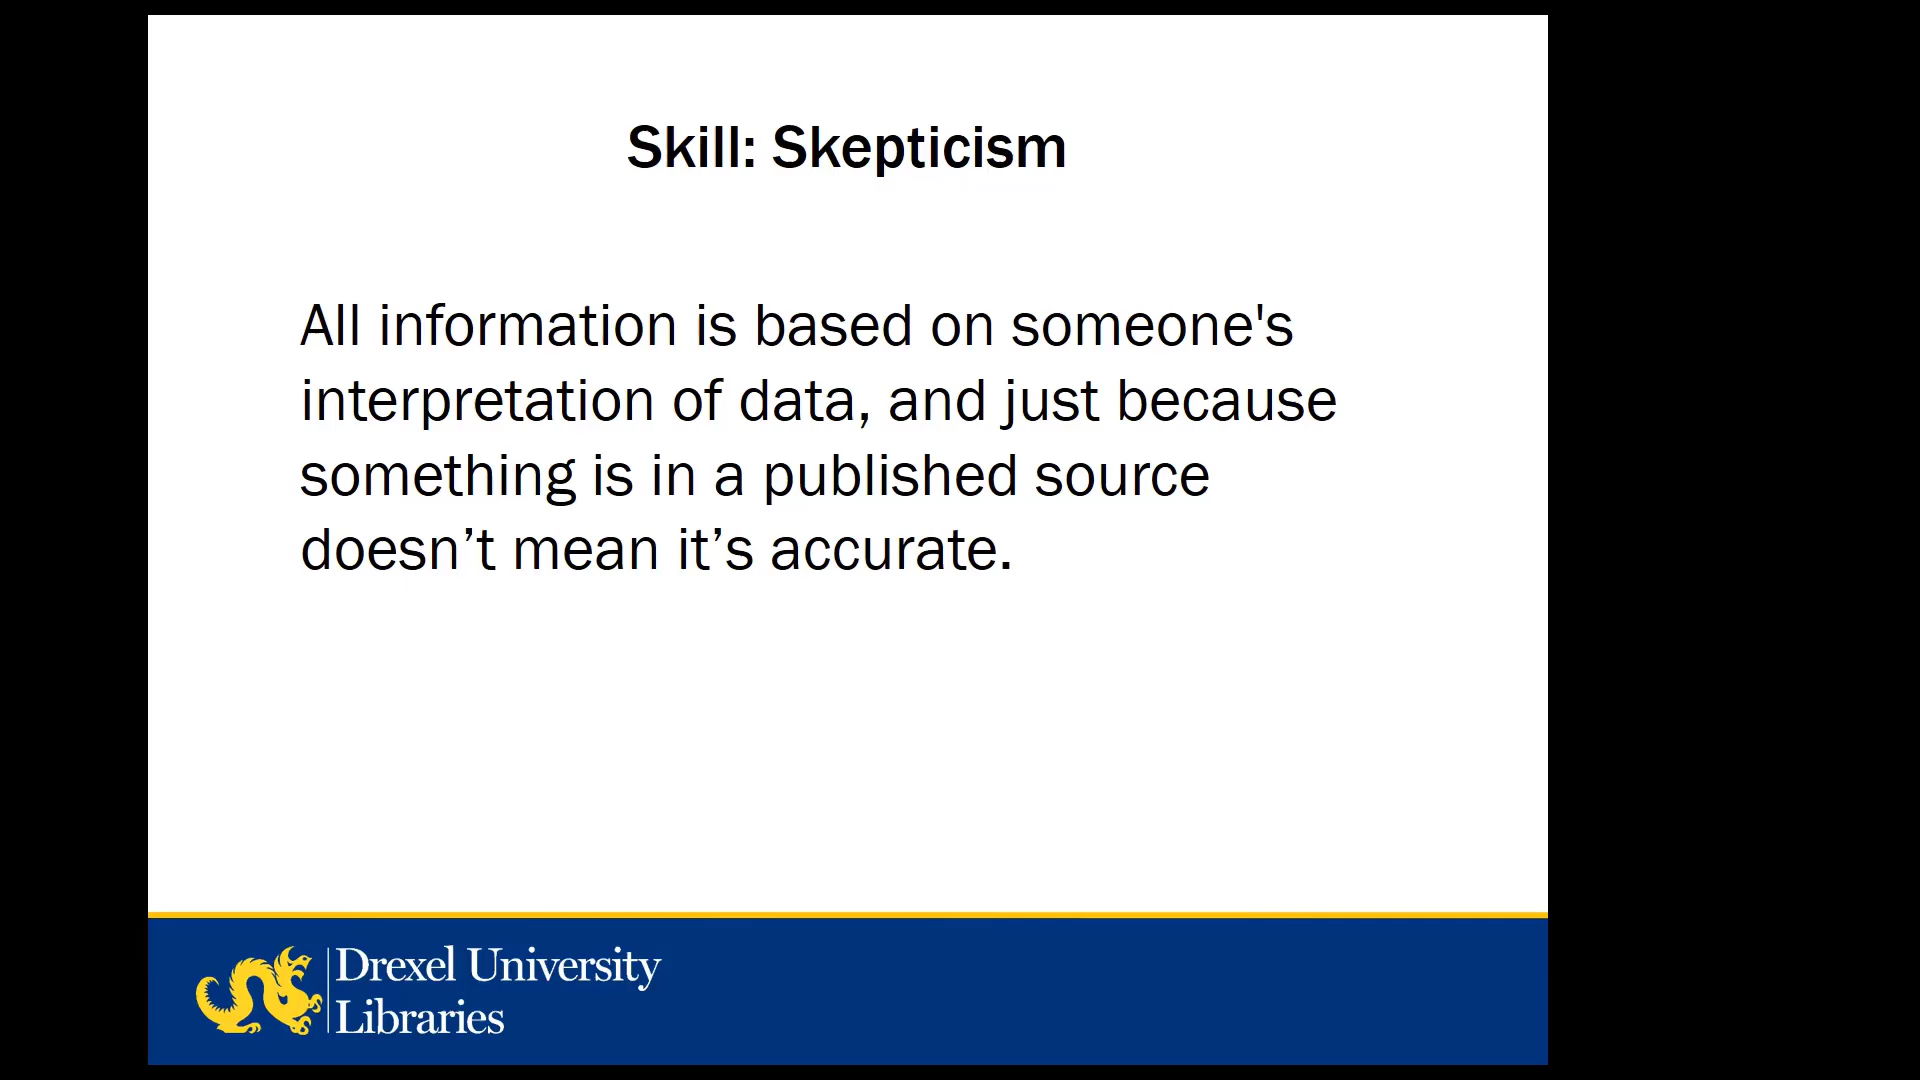 Skill: Skepticism
All information is based on someone's
interpretation of data, and just because
something is in a published source
doesn’t mean it’s accurate.
Drexel University
Libraries